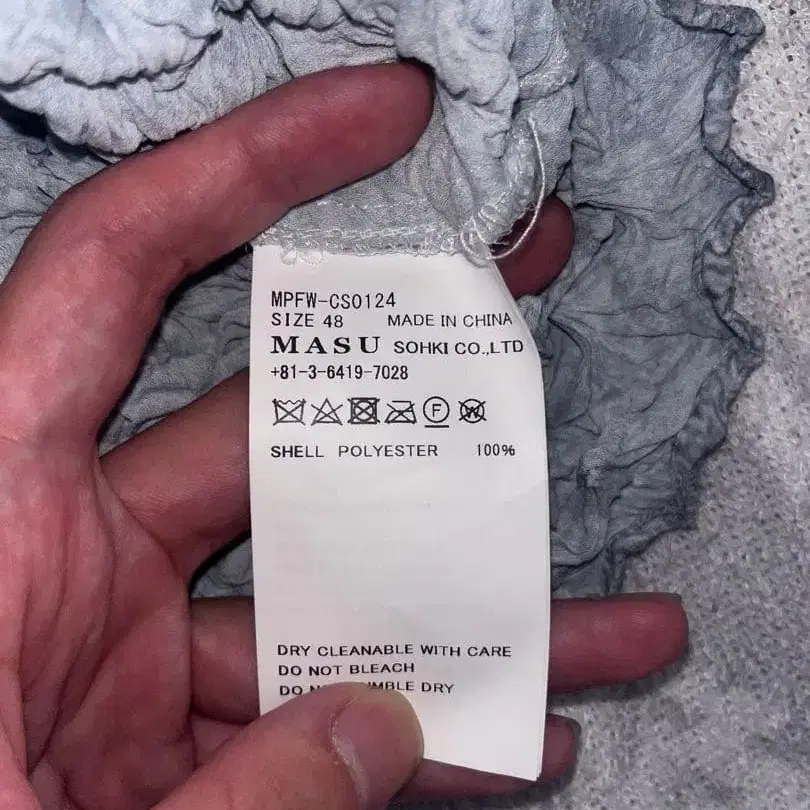 MPFW-CS0124
SIZE 48 MADE IN CHINA
MASU SOHKI CO.,LTD
+81-3-6419-7028
F W
SHELL POLYESTER 100%
DRY CLEANABLE WITH CARE
DO NOT BLEACH
DO DRY